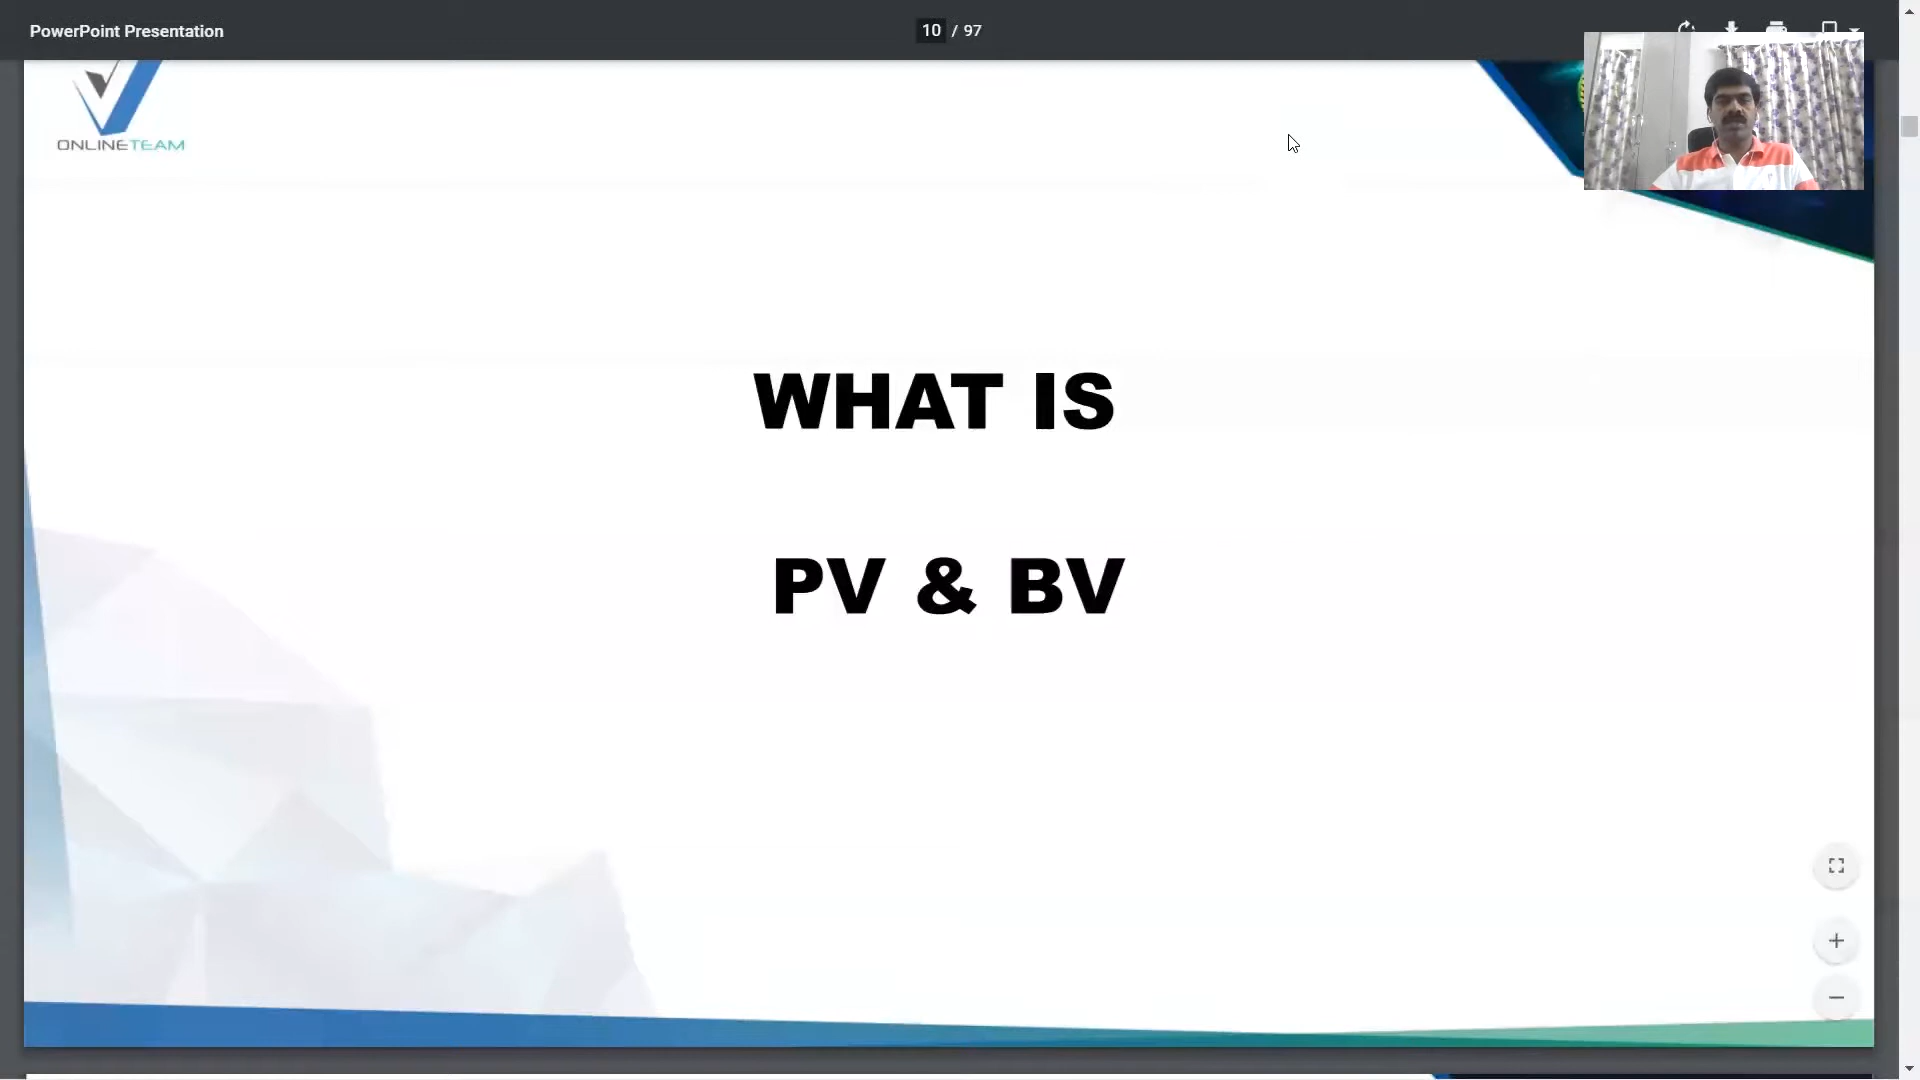 PowerPoint Presentation
10 / 97
ONLINETEAM
WHAT IS
PV & BV